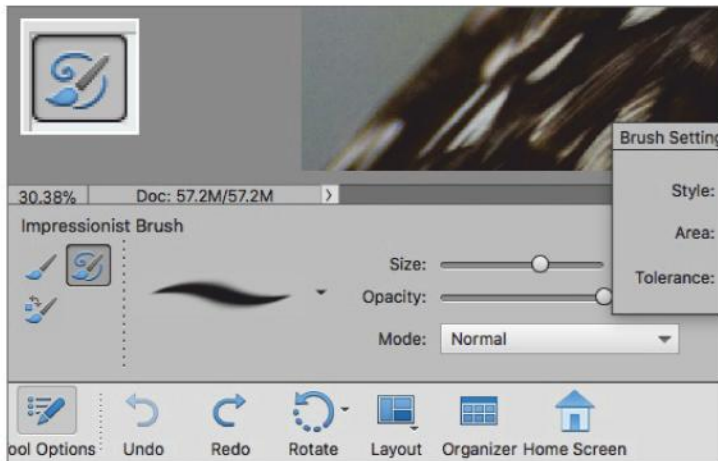 Brush Setting
Style:
Area:
Tolerance:
30.38% Doc: 57.2M/57.2M
Impressionist Brush
Size:
Opacity:
Mode: Normal
ool Options Undo Redo Rotate Layout Organizer Home Screen